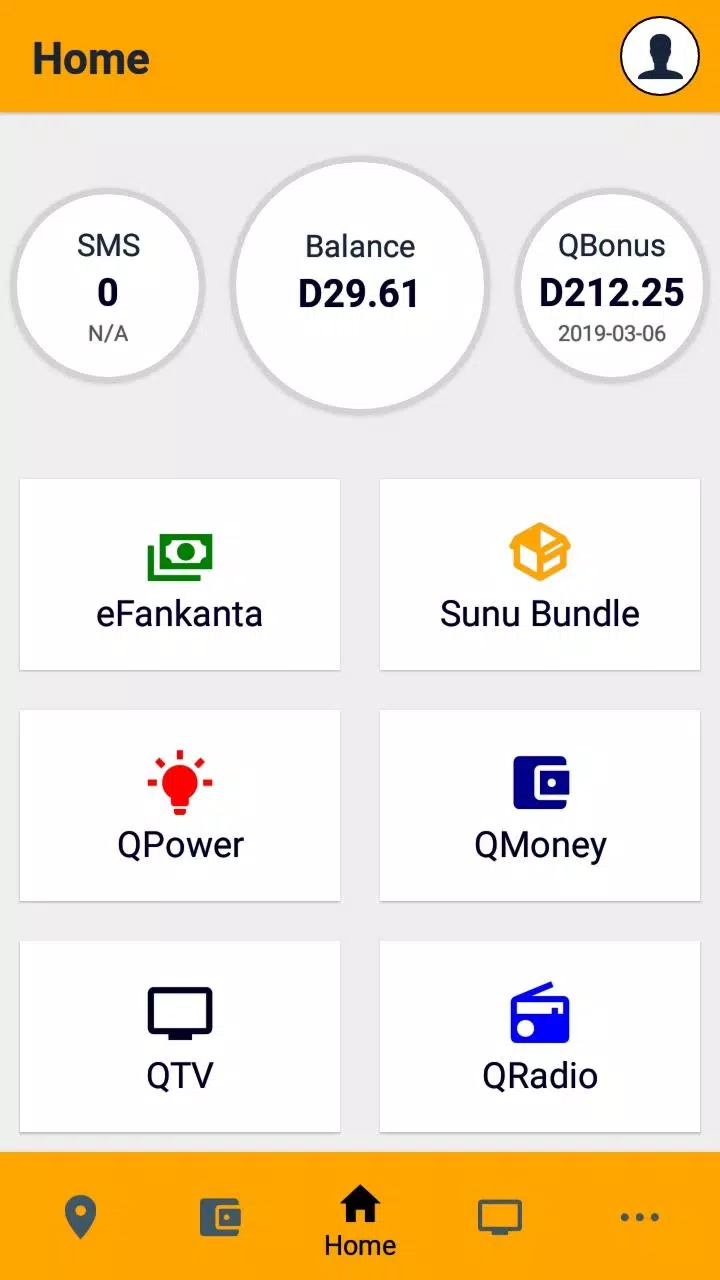 Home
SMS
0
N/A
Balance
D29.61
QBonus
D212.25
2019-03-06
eFankanta
Sunu Bundle
QPower
QMoney
QTV
QRadio
Home